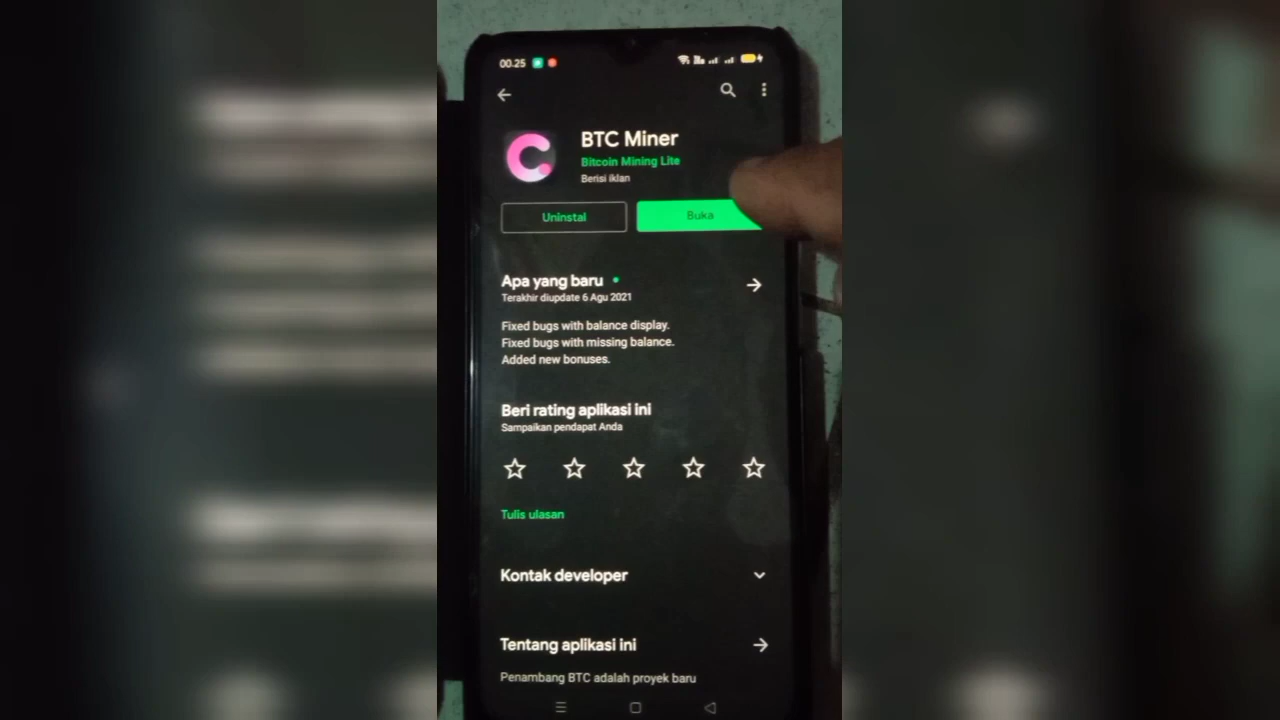 00.25
BTC Miner
Bitcoin Mining Lite
Berisi iklan
Uninstal
Buka
Apa yang baru
Terakhir diupdate 6 Agu 2021
Fixed bugs with balance display.
Fixed bugs with missing balance.
Added new bonuses.
Beri rating aplikasi ini
Sampaikan pendapat Anda
Tulis ulasan
Kontak developer
Tentang aplikasi ini
Penambang BTC adalah proyek baru